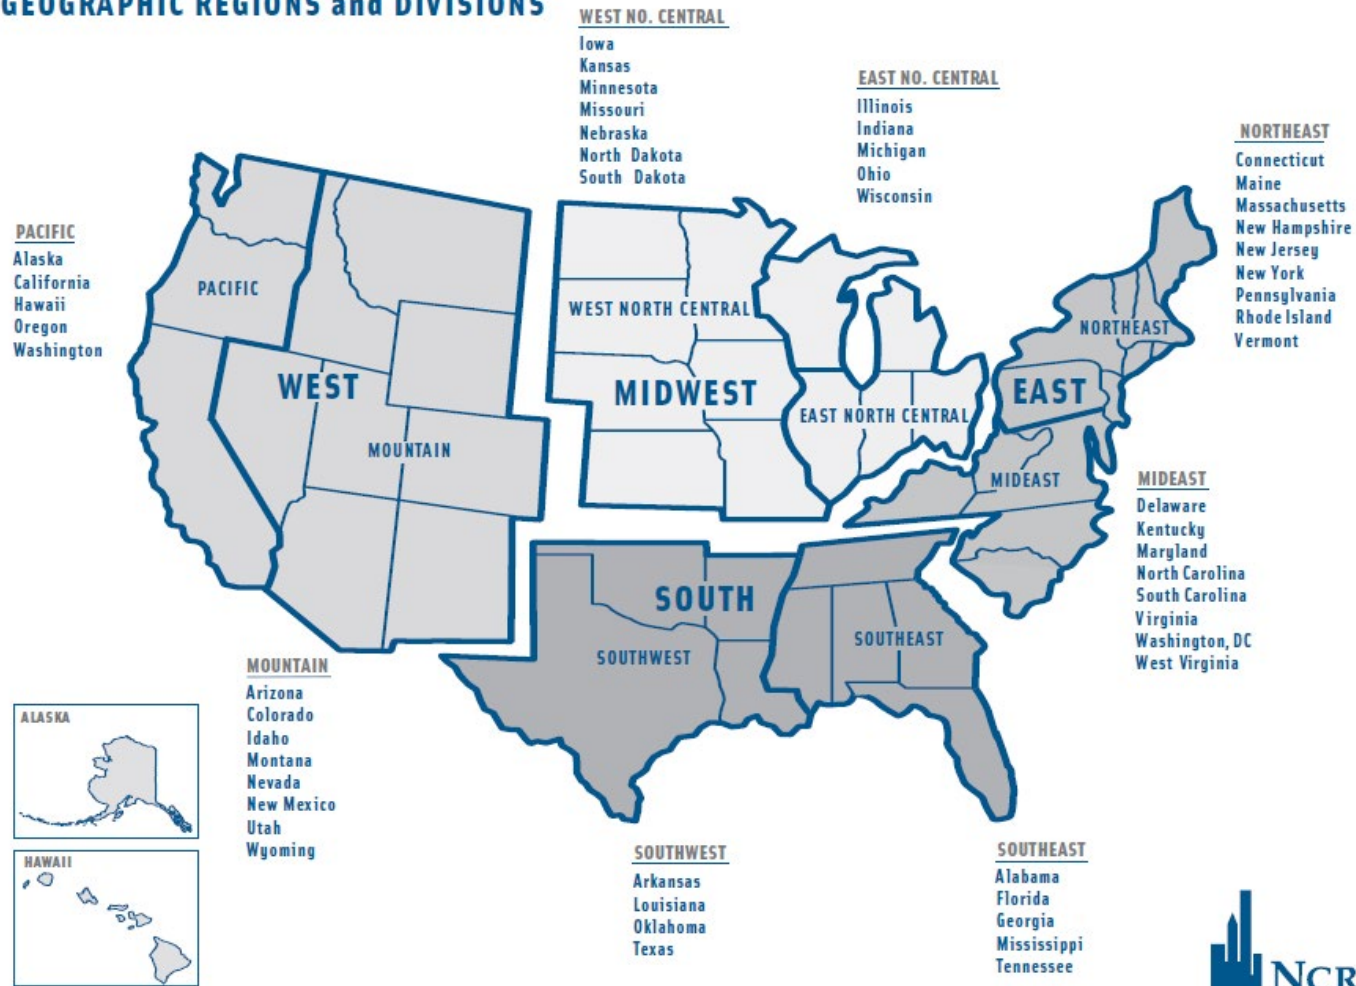 GEOGRAPHIC REGIONS and DIVISIONS
WEST NO. CENTRAL
Iowa
Kansas
Minnesota
Missouri
Nebraska
North Dakota
South Dakota
EAST NO. CENTRAL
Illinois
Indiana
Michigan
Ohio
Wisconsin
NORTHEAST
Connecticut
Maine
Massachusetts
New Hampshire
New Jersey
New York
Pennsylvania
Rhode Island
Vermont
PACIFIC
Alaska
California
Hawaii
Oregon
Washington
PACIFIC
WEST
MOUNTAIN
WEST NORTH CENTRAL
MIDWEST
EAST NORTH CENTRAL
NORTHEAST
EAST
MIDEAST
MIDEAST
Delaware
Kentucky
Maryland
North Carolina
South Carolina
Virginia
Washington, DC
West Virginia
SOUTH
SOUTHWEST
SOUTHEAST
MOUNTAIN
Arizona
Colorado
Idaho
Montana
Nevada
New Mexico
Utah
Wyoming
ALASKA
HAWAII
SOUTHWEST
Arkansas
Louisiana
Oklahoma
Texas
SOUTHEAST
Alabama
Florida
Georgia
Mississippi
Tennessee
NCR